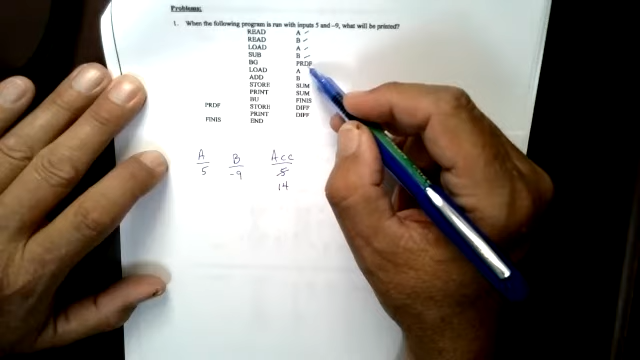 Problems:
1. When the following program is run with inputs 5 and -9, what will be printed?
READ A ✓
READ B ✓
LOAD A ✓
SUB B ✓
BG PRDF
LOAD A
ADD B
STORE SUM
PRINT SUM
BU FINIS
PRDF STORE DIFF
PRINT DIFF
FINIS END
A B Acc
5 -9 5
14